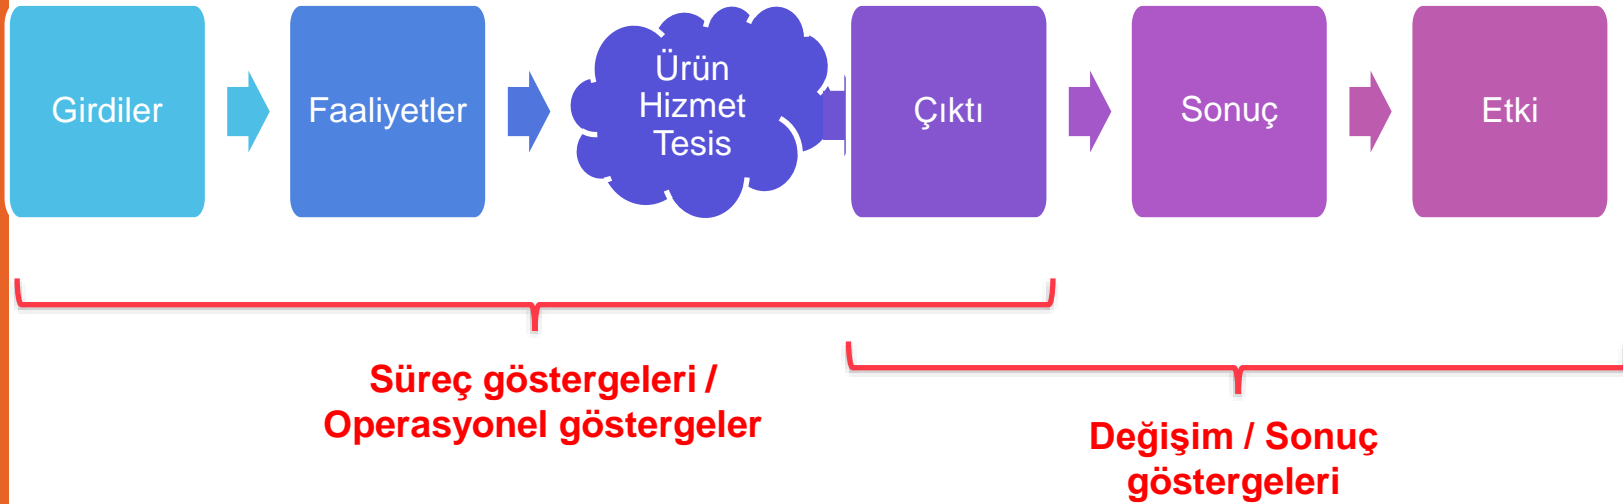 Girdiler
Faaliyetler
Ürün
Hizmet
Tesis
Çıktı
Sonuç
Etki
Süreç göstergeleri /
Operasyonel göstergeler
Değişim / Sonuç
göstergeleri